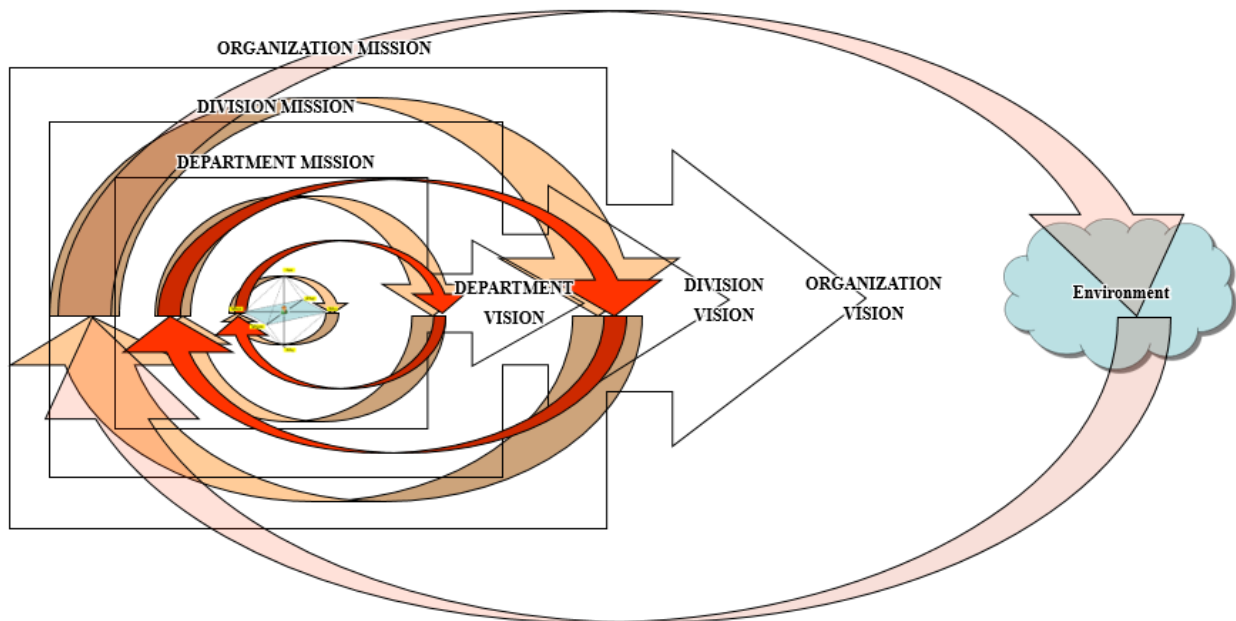 ORGANIZATION MISSION
DIVISION MISSION
DEPARTMENT MISSION
DEPARTMENT
VISION
DIVISION
VISION
ORGANIZATION
VISION
Environment